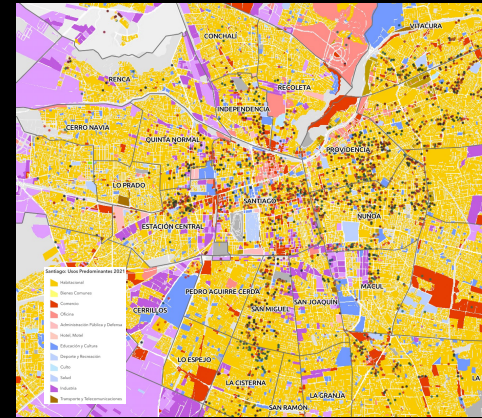 VITACURA
CONCHALÍ
RENCA
RECOLETA
INDEPENDENCIA
CERRO NAVIA
QUINTA NORMAL
PROVIDENCIA
LO PRADO
SANTIAGO
ÑUÑOA
ESTACIÓN CENTRAL
Santiago: Usos Predominantes 2021
Habitacional
Bienes Comunes
Comercio
Oficina
Administración Pública y Defensa
Hotel, Motel
Educación y Cultura
Deporte y Recreación
Culto
Salud
Industria
Transporte y Telecomunicaciones
PEDRO AGUIRRE CERDA
MACUL
SAN JOAQUÍN
CERRILLOS
SAN MIGUEL
LO ESPEJO
LA CISTERNA
LA
LA GRANJA
SAN RAMÓN